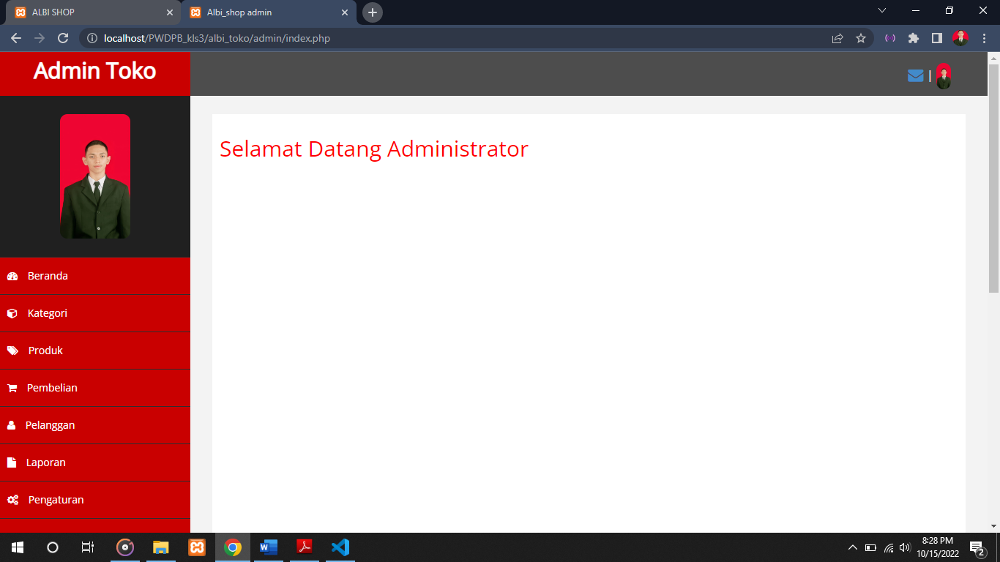 ALBI SHOP
Albi_shop admin
localhost/PWDPB_kls3/albi_toko/admin/index.php
Admin Toko
|
Selamat Datang Administrator
Beranda
Kategori
Produk
Pembelian
Pelanggan
Laporan
Pengaturan
8:28 PM
10/15/2022
2